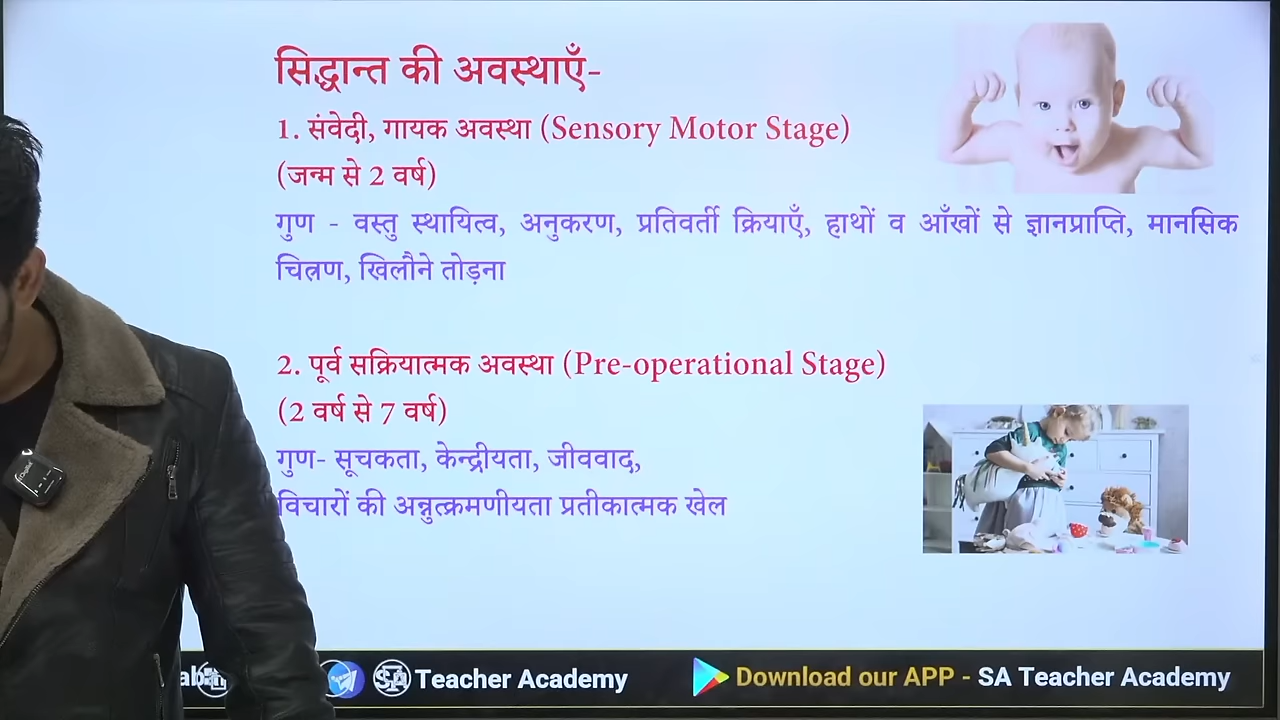 सिद्धान्त की अवस्थाएँ-
1. संवेदी, गायक अवस्था (Sensory Motor Stage)
(जन्म से 2 वर्ष)
गुण - वस्तु स्थायित्व, अनुकरण, प्रतिवर्ती क्रियाएँ, हाथों व आँखों से ज्ञानप्राप्ति, मानसिक
चित्रण, खिलौने तोड़ना
2. पूर्व सक्रियात्मक अवस्था (Pre-operational Stage)
(2 वर्ष से 7 वर्ष)
गुण- सूचकता, केन्द्रीयता, जीववाद,
विचारों की अन्नुत्क्रमणीयता प्रतीकात्मक खेल
Teacher Academy
Download our APP - SA Teacher Academy